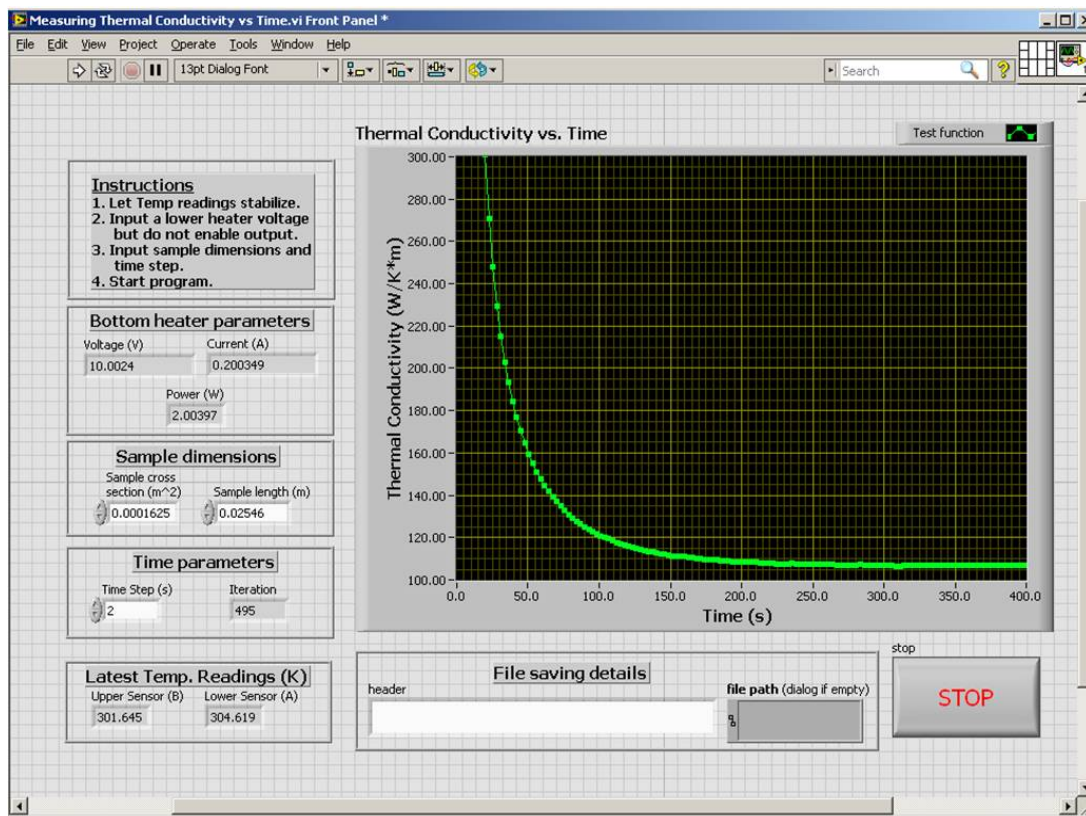 Measuring Thermal Conductivity vs Time.vi Front Panel *
File Edit View Project Operate Tools Window Help
13pt Dialog Font
Search
Thermal Conductivity vs. Time
Test function
Instructions
1. Let Temp readings stabilize.
2. Input a lower heater voltage
but do not enable output.
3. Input sample dimensions and
time step.
4. Start program.
Bottom heater parameters
Voltage (V) Current (A)
10.0024 0.200349
Power (W)
2.00397
Sample dimensions
Sample cross
section (m^2) Sample length (m)
0.0001625 0.02546
Time parameters
Time Step (s) Iteration
2 495
Latest Temp. Readings (K)
Upper Sensor (B) Lower Sensor (A)
301.645 304.619
Thermal Conductivity (W/K*m)
300.00
280.00
260.00
240.00
220.00
200.00
180.00
160.00
140.00
120.00
100.00
0.0 50.0 100.0 150.0 200.0 250.0 300.0 350.0 400.0
Time (s)
File saving details
header
file path (dialog if empty)
stop
STOP